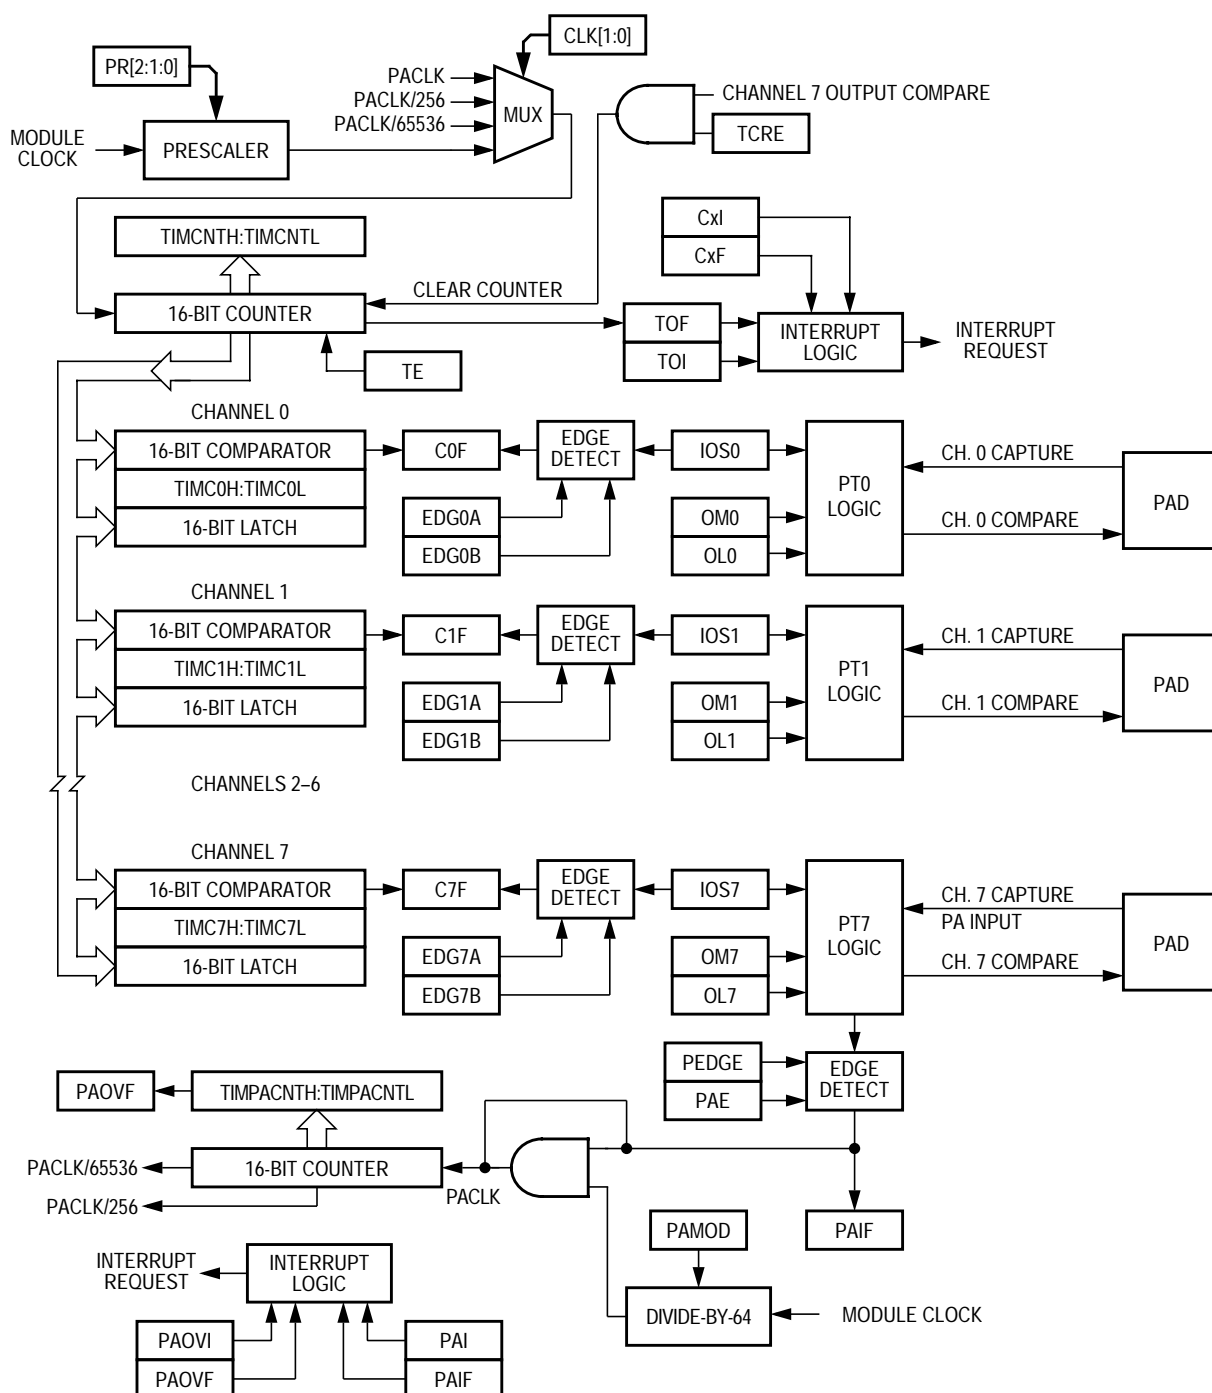 CLK[1:0]
PR[2:1:0]
PACLK
PACLK/256
PACLK/65536
MUX
CHANNEL 7 OUTPUT COMPARE
TCRE
MODULE
CLOCK
PRESCALER
TIMCNTH:TIMCNTL
CxI
CxF
CLEAR COUNTER
16-BIT COUNTER
TOF
TOI
INTERRUPT
LOGIC
INTERRUPT
REQUEST
TE
CHANNEL 0
16-BIT COMPARATOR
TIMC0H:TIMC0L
16-BIT LATCH
C0F
EDGE
DETECT
IOS0
EDG0A
EDG0B
OM0
OL0
PT0
LOGIC
CH. 0 CAPTURE
CH. 0 COMPARE
PAD
CHANNEL 1
16-BIT COMPARATOR
TIMC1H:TIMC1L
16-BIT LATCH
C1F
EDGE
DETECT
IOS1
EDG1A
EDG1B
OM1
OL1
PT1
LOGIC
CH. 1 CAPTURE
CH. 1 COMPARE
PAD
CHANNELS 2–6
CHANNEL 7
16-BIT COMPARATOR
TIMC7H:TIMC7L
16-BIT LATCH
C7F
EDGE
DETECT
IOS7
EDG7A
EDG7B
OM7
OL7
PT7
LOGIC
CH. 7 CAPTURE
PA INPUT
CH. 7 COMPARE
PAD
PEDGE
PAE
EDGE
DETECT
PAOVF
TIMPACNTH:TIMPACNTL
PACLK/65536
16-BIT COUNTER
PACLK
PACLK/256
PAMOD
PAIF
INTERRUPT
REQUEST
INTERRUPT
LOGIC
DIVIDE-BY-64
MODULE CLOCK
PAOVI
PAOVF
PAI
PAIF